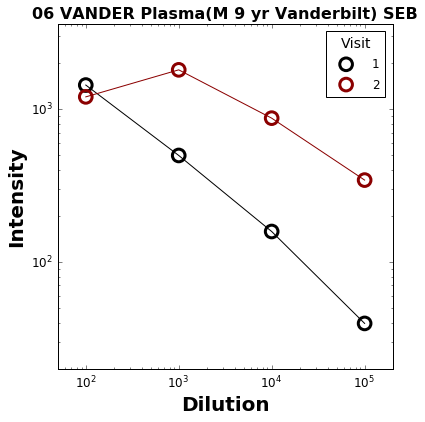 06 VANDER Plasma(M 9 yr Vanderbilt) SEB
Visit
1
2
Intensity
10³
10²
10² 10³ 10⁴ 10⁵
Dilution